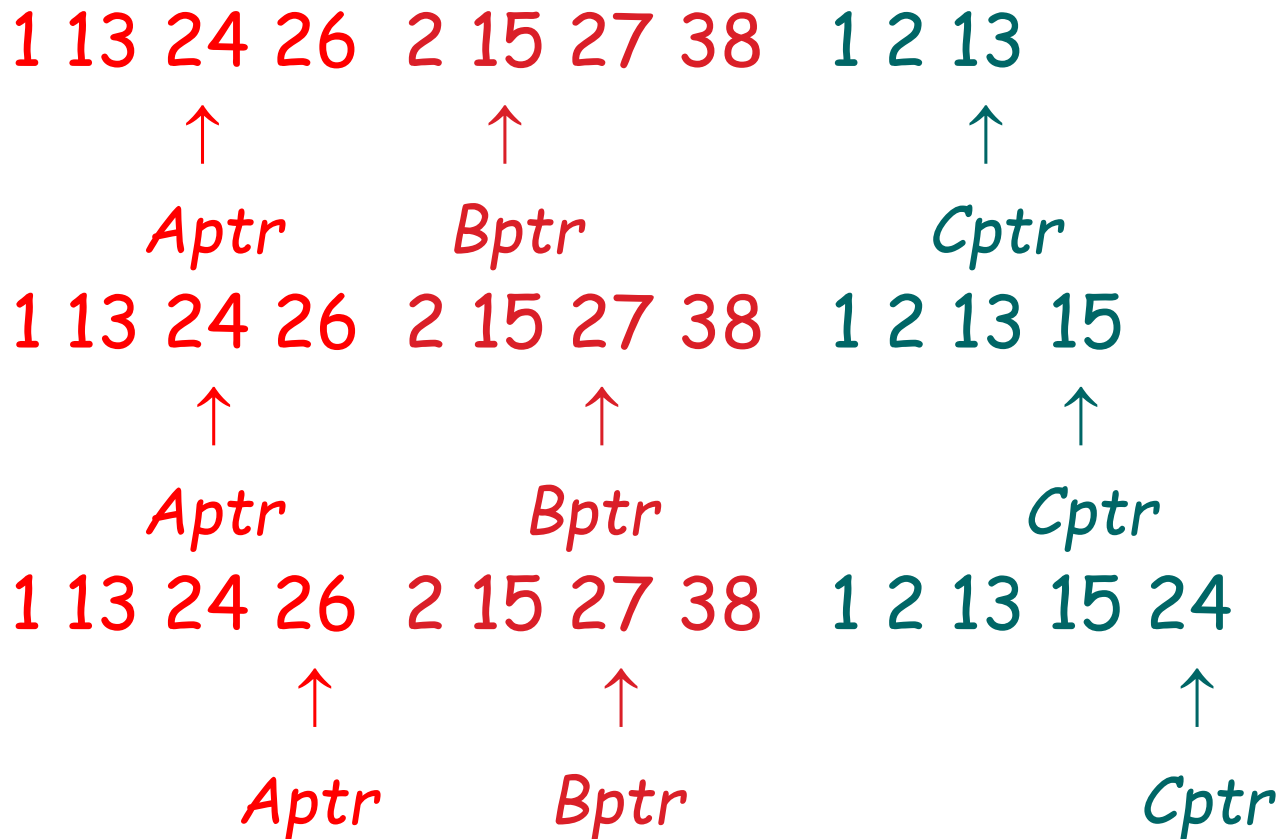 1 13 24 26 2 15 27 38 1 2 13
↑ ↑ ↑
Aptr Bptr Cptr
1 13 24 26 2 15 27 38 1 2 13 15
↑ ↑ ↑
Aptr Bptr Cptr
1 13 24 26 2 15 27 38 1 2 13 15 24
↑ ↑ ↑
Aptr Bptr Cptr